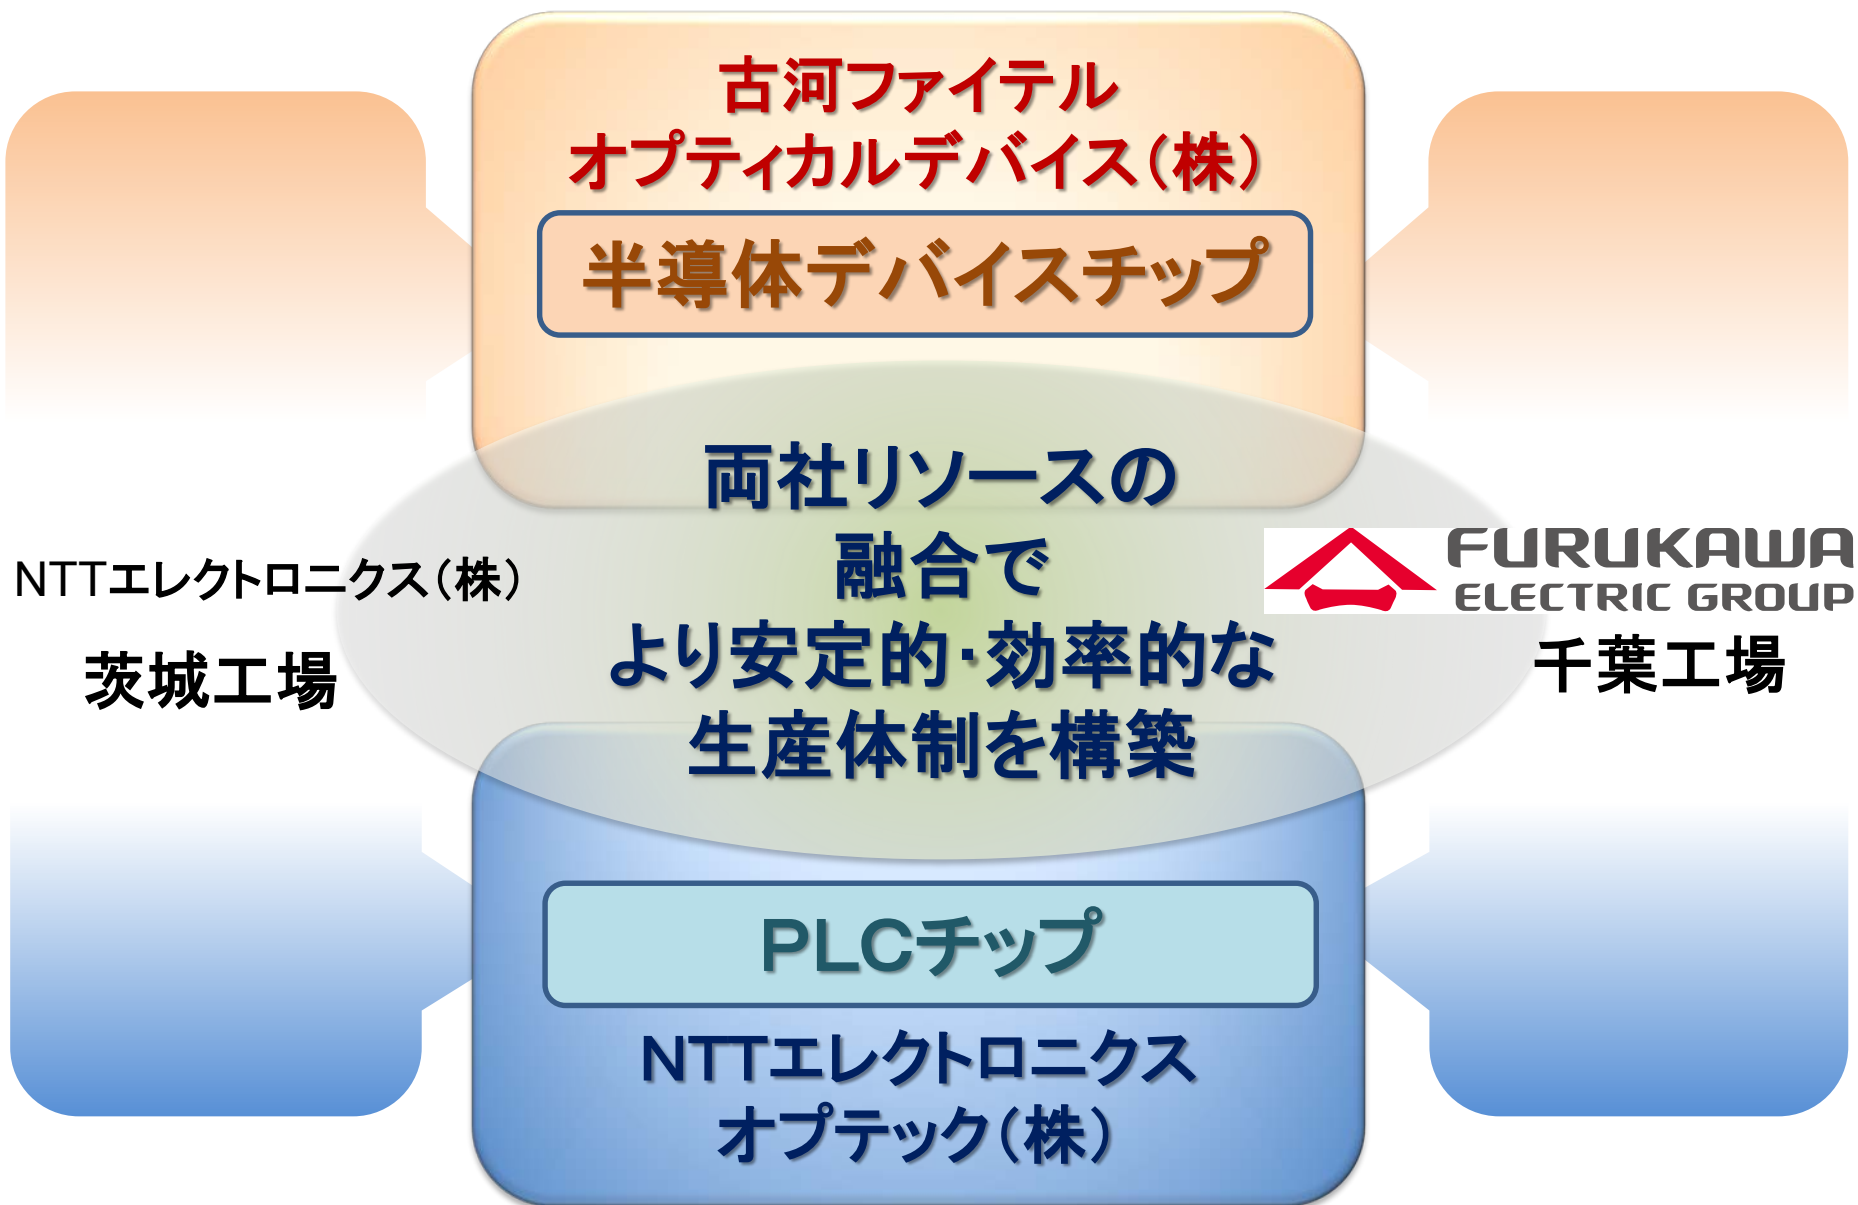 古河ファイテル
オプティカルデバイス(株)
半導体デバイスチップ
両社リソースの
融合で
より安定的・効率的な
生産体制を構築
NTTエレクトロニクス(株)
茨城工場
FURUKAWA
ELECTRIC GROUP
千葉工場
PLCチップ
NTTエレクトロニクス
オプテック(株)